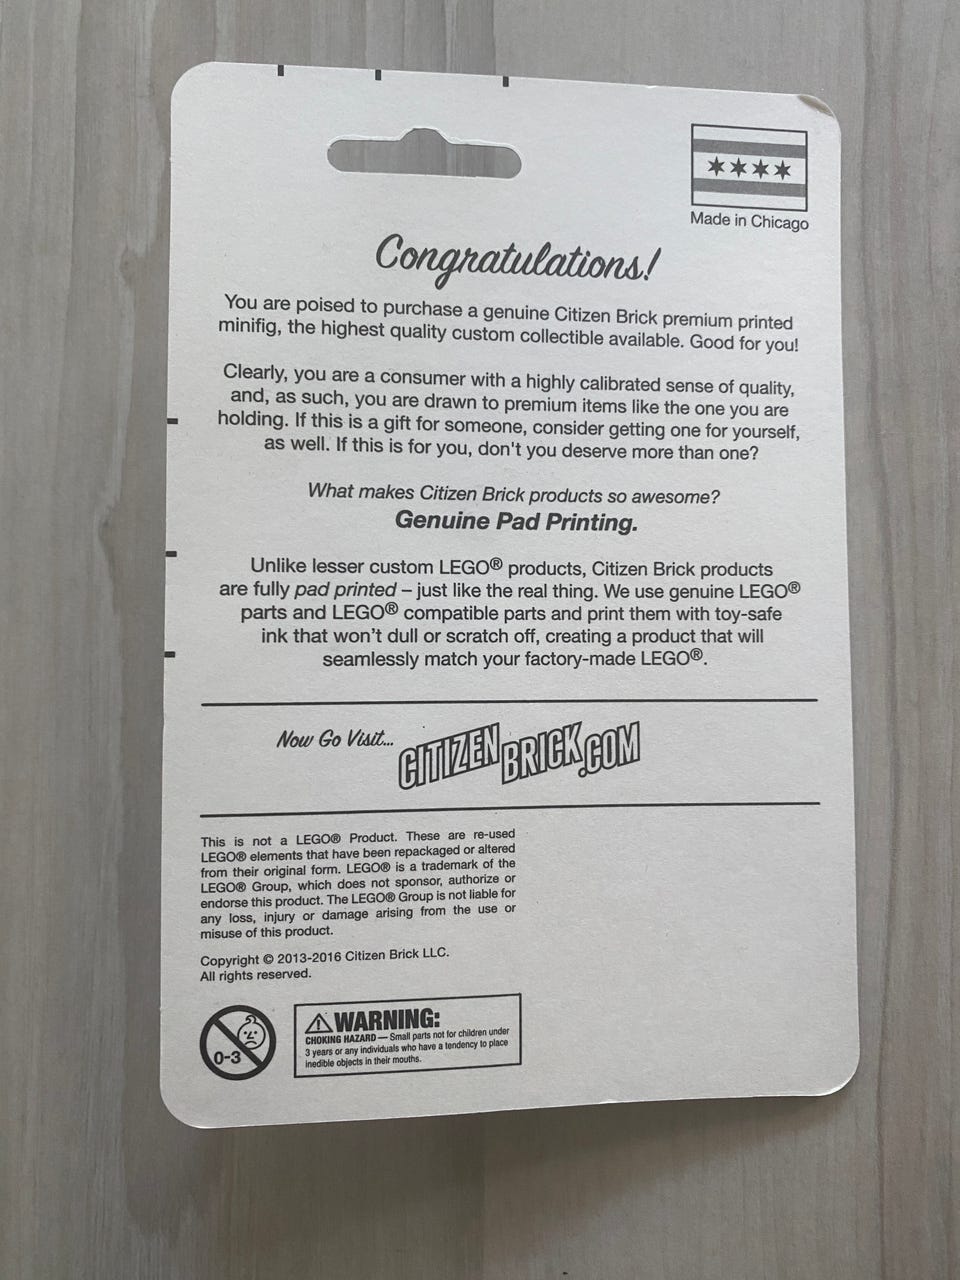 Made in Chicago
Congratulations!
You are poised to purchase a genuine Citizen Brick premium printed
minifig, the highest quality custom collectible available. Good for you!
Clearly, you are a consumer with a highly calibrated sense of quality,
and, as such, you are drawn to premium items like the one you are
holding. If this is a gift for someone, consider getting one for yourself,
as well. If this is for you, don't you deserve more than one?
What makes Citizen Brick products so awesome?
Genuine Pad Printing.
Unlike lesser custom LEGO® products, Citizen Brick products
are fully pad printed – just like the real thing. We use genuine LEGO®
parts and LEGO® compatible parts and print them with toy-safe
ink that won’t dull or scratch off, creating a product that will
seamlessly match your factory-made LEGO®.
Now Go Visit... CITIZENBRICK.COM
This is not a LEGO® Product. These are re-used
LEGO® elements that have been repackaged or altered
from their original form. LEGO® is a trademark of the
LEGO® Group, which does not sponsor, authorize or
endorse this product. The LEGO® Group is not liable for
any loss, injury or damage arising from the use or
misuse of this product.
Copyright © 2013-2016 Citizen Brick LLC.
All rights reserved.
0-3
WARNING:
CHOKING HAZARD — Small parts not for children under
3 years or any individuals who have a tendency to place
inedible objects in their mouths.